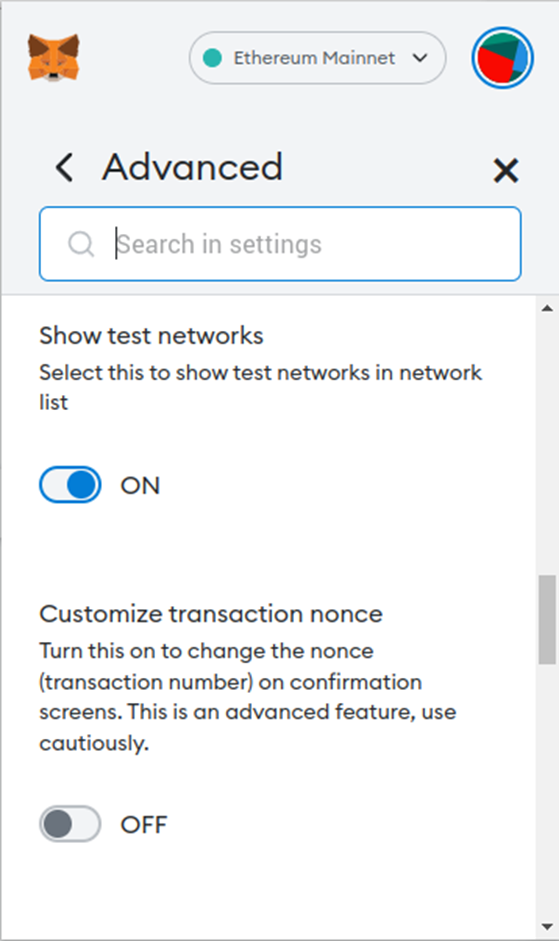 Ethereum Mainnet
Advanced
Search in settings
Show test networks
Select this to show test networks in network
list
ON
Customize transaction nonce
Turn this on to change the nonce
(transaction number) on confirmation
screens. This is an advanced feature, use
cautiously.
OFF